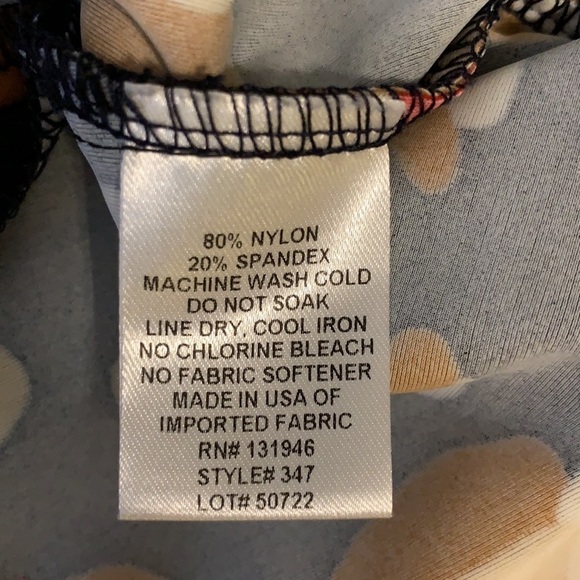 80% NYLON
20% SPANDEX
MACHINE WASH COLD
DO NOT SOAK
LINE DRY, COOL IRON
NO CHLORINE BLEACH
NO FABRIC SOFTENER
MADE IN USA OF
IMPORTED FABRIC
RN# 131946
STYLE# 347
LOT# 50722